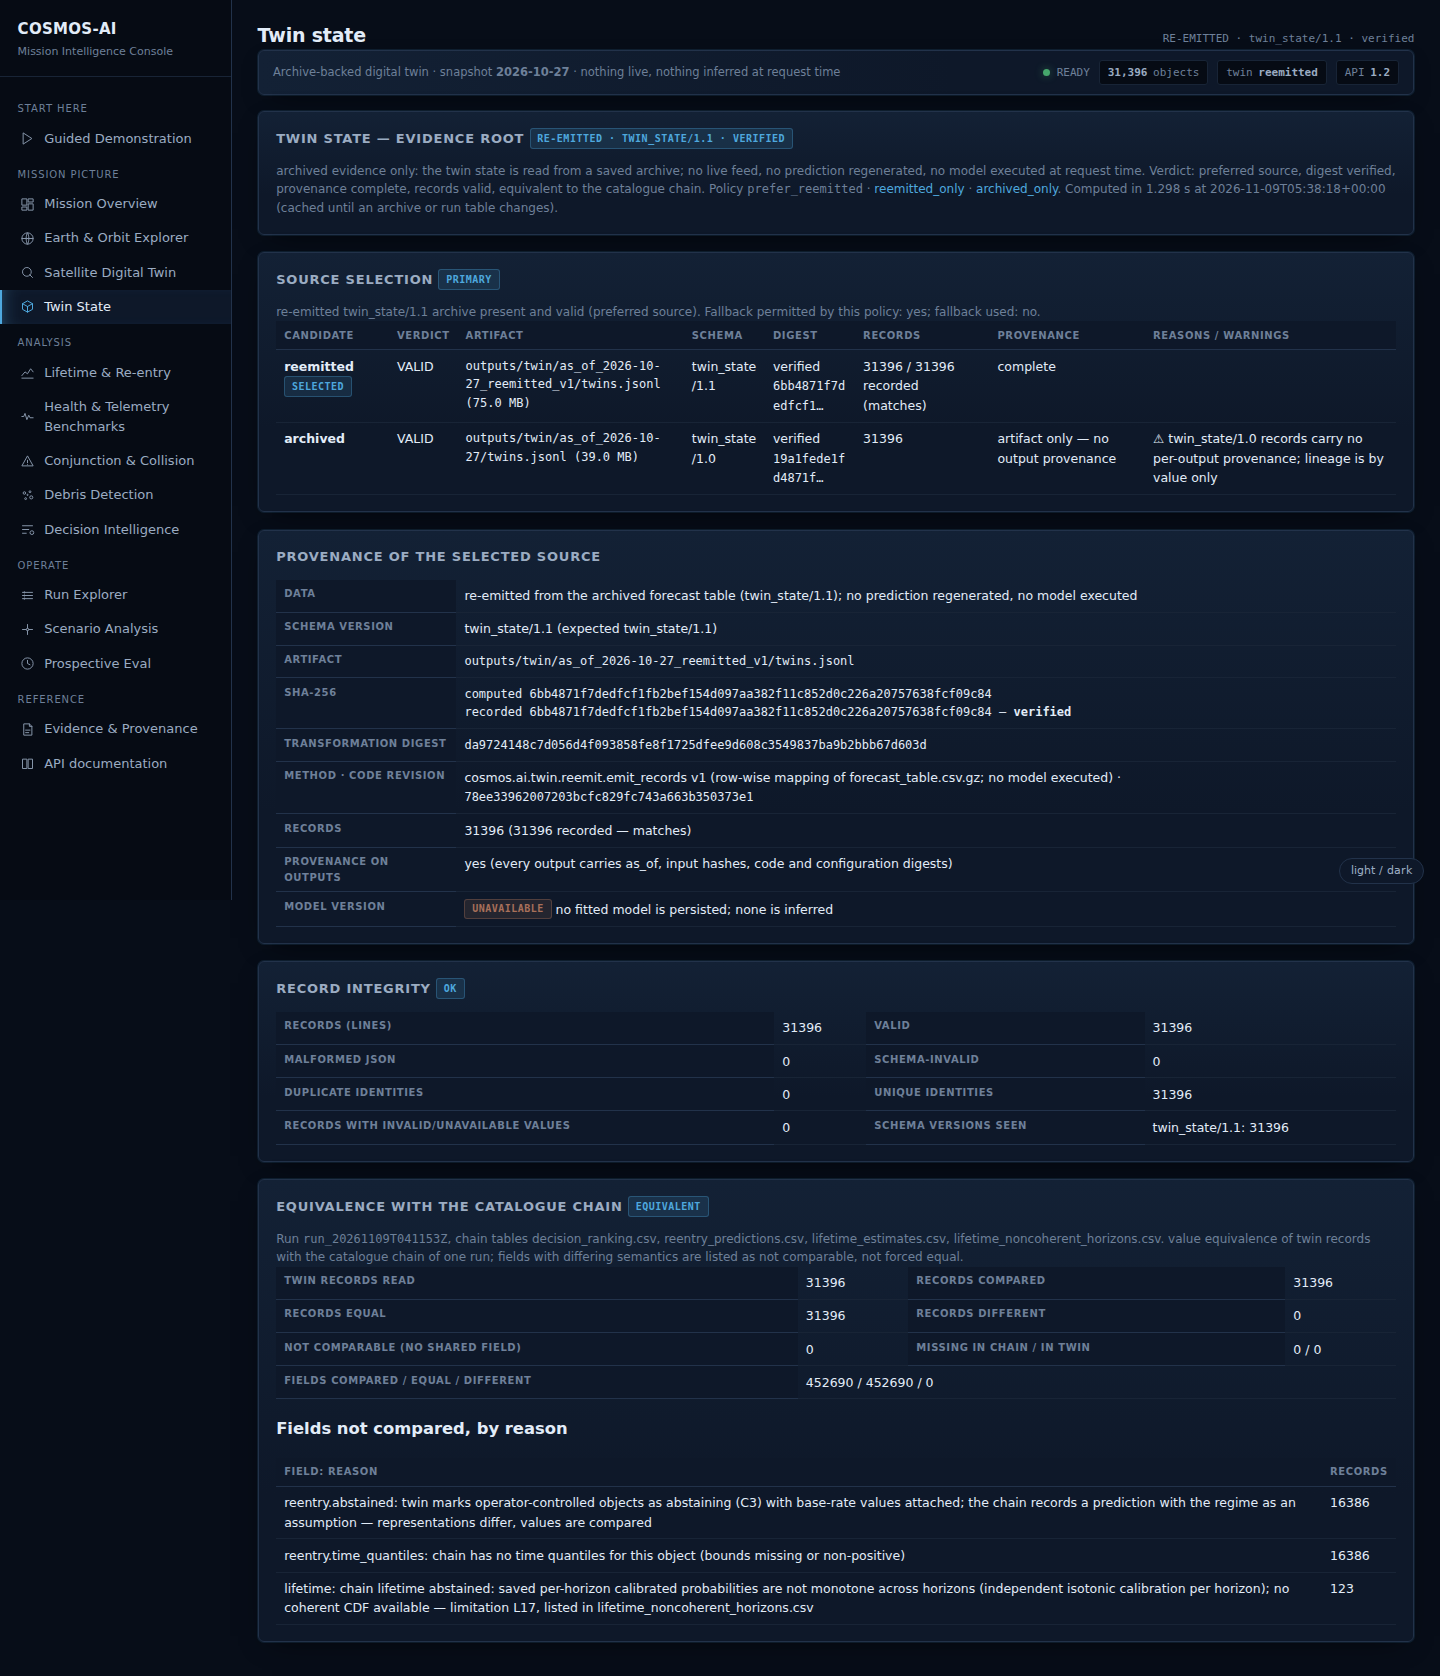 COSMOS-AI
Mission Intelligence Console
START HERE
Guided Demonstration
MISSION PICTURE
Mission Overview
Earth & Orbit Explorer
Satellite Digital Twin
Twin State
ANALYSIS
Lifetime & Re-entry
Health & Telemetry
Benchmarks
Conjunction & Collision
Debris Detection
Decision Intelligence
OPERATE
Run Explorer
Scenario Analysis
Prospective Eval
REFERENCE
Evidence & Provenance
API documentation
Twin state
RE-EMITTED · twin_state/1.1 · verified
Archive-backed digital twin · snapshot 2026-10-27 · nothing live, nothing inferred at request time
READY 31,396 objects twin reemitted API 1.2
TWIN STATE — EVIDENCE ROOT RE-EMITTED · TWIN_STATE/1.1 · VERIFIED
archived evidence only: the twin state is read from a saved archive; no live feed, no prediction regenerated, no model executed at request time. Verdict: preferred source, digest verified,
provenance complete, records valid, equivalent to the catalogue chain. Policy prefer_reemitted · reemitted_only · archived_only. Computed in 1.298 s at 2026-11-09T05:38:18+00:00
(cached until an archive or run table changes).
SOURCE SELECTION PRIMARY
re-emitted twin_state/1.1 archive present and valid (preferred source). Fallback permitted by this policy: yes; fallback used: no.
CANDIDATE VERDICT ARTIFACT SCHEMA DIGEST RECORDS PROVENANCE REASONS / WARNINGS
reemitted VALID outputs/twin/as_of_2026-10- twin_state verified 31396 / 31396 complete
SELECTED 27_reemitted_v1/twins.jsonl /1.1 6bb4871f7d recorded
(75.0 MB) edfcf1… (matches)
archived VALID outputs/twin/as_of_2026-10- twin_state verified 31396 artifact only — no ⚠ twin_state/1.0 records carry no
27/twins.jsonl (39.0 MB) /1.0 19a1fede1f output provenance per-output provenance; lineage is by
d4871f… value only
PROVENANCE OF THE SELECTED SOURCE
DATA re-emitted from the archived forecast table (twin_state/1.1); no prediction regenerated, no model executed
SCHEMA VERSION twin_state/1.1 (expected twin_state/1.1)
ARTIFACT outputs/twin/as_of_2026-10-27_reemitted_v1/twins.jsonl
SHA-256 computed 6bb4871f7dedfcf1fb2bef154d097aa382f11c852d0c226a20757638fcf09c84
recorded 6bb4871f7dedfcf1fb2bef154d097aa382f11c852d0c226a20757638fcf09c84 — verified
TRANSFORMATION DIGEST da9724148c7d056d4f093858fe8f1725dfee9d608c3549837ba9b2bbb67d603d
METHOD · CODE REVISION cosmos.ai.twin.reemit.emit_records v1 (row-wise mapping of forecast_table.csv.gz; no model executed) ·
78ee33962007203bcfc829fc743a663b350373e1
RECORDS 31396 (31396 recorded — matches)
PROVENANCE ON OUTPUTS yes (every output carries as_of, input hashes, code and configuration digests)
light / dark
MODEL VERSION UNAVAILABLE no fitted model is persisted; none is inferred
RECORD INTEGRITY OK
RECORDS (LINES) 31396 VALID 31396
MALFORMED JSON 0 SCHEMA-INVALID 0
DUPLICATE IDENTITIES 0 UNIQUE IDENTITIES 31396
RECORDS WITH INVALID/UNAVAILABLE VALUES 0 SCHEMA VERSIONS SEEN twin_state/1.1: 31396
EQUIVALENCE WITH THE CATALOGUE CHAIN EQUIVALENT
Run run_20261109T041153Z, chain tables decision_ranking.csv, reentry_predictions.csv, lifetime_estimates.csv, lifetime_noncoherent_horizons.csv. value equivalence of twin records
with the catalogue chain of one run; fields with differing semantics are listed as not comparable, not forced equal.
TWIN RECORDS READ 31396 RECORDS COMPARED 31396
RECORDS EQUAL 31396 RECORDS DIFFERENT 0
NOT COMPARABLE (NO SHARED FIELD) 0 MISSING IN CHAIN / IN TWIN 0 / 0
FIELDS COMPARED / EQUAL / DIFFERENT 452690 / 452690 / 0
Fields not compared, by reason
FIELD: REASON RECORDS
reentry.abstained: twin marks operator-controlled objects as abstaining (C3) with base-rate values attached; the chain records a prediction with the regime as an 16386
assumption — representations differ, values are compared
reentry.time_quantiles: chain has no time quantiles for this object (bounds missing or non-positive) 16386
lifetime: chain lifetime abstained: saved per-horizon calibrated probabilities are not monotone across horizons (independent isotonic calibration per horizon); no 123
coherent CDF available — limitation L17, listed in lifetime_noncoherent_horizons.csv